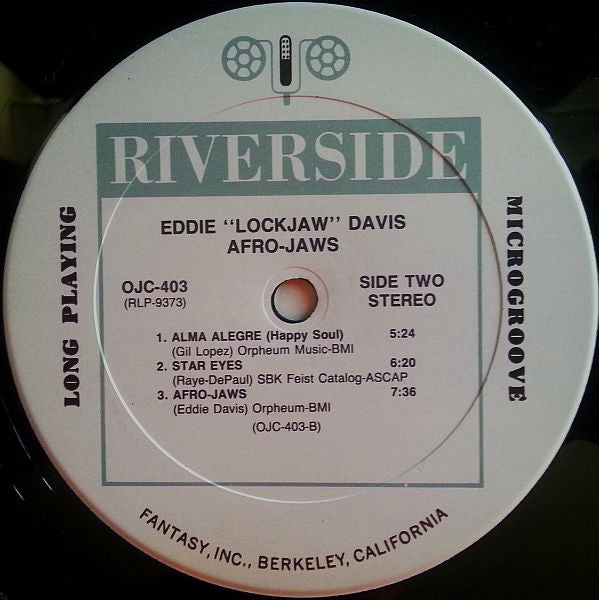 RIVERSIDE
EDDIE "LOCKJAW" DAVIS
AFRO-JAWS
OJC-403
(RLP-9373)
SIDE TWO
STEREO
1. ALMA ALEGRE (Happy Soul) 5:24
(Gil Lopez) Orpheum Music-BMI
2. STAR EYES 6:20
(Raye-DePaul) SBK Feist Catalog-ASCAP
3. AFRO-JAWS 7:36
(Eddie Davis) Orpheum-BMI
(OJC-403-B)
LONG PLAYING
MICROGROOVE
FANTASY, INC., BERKELEY, CALIFORNIA